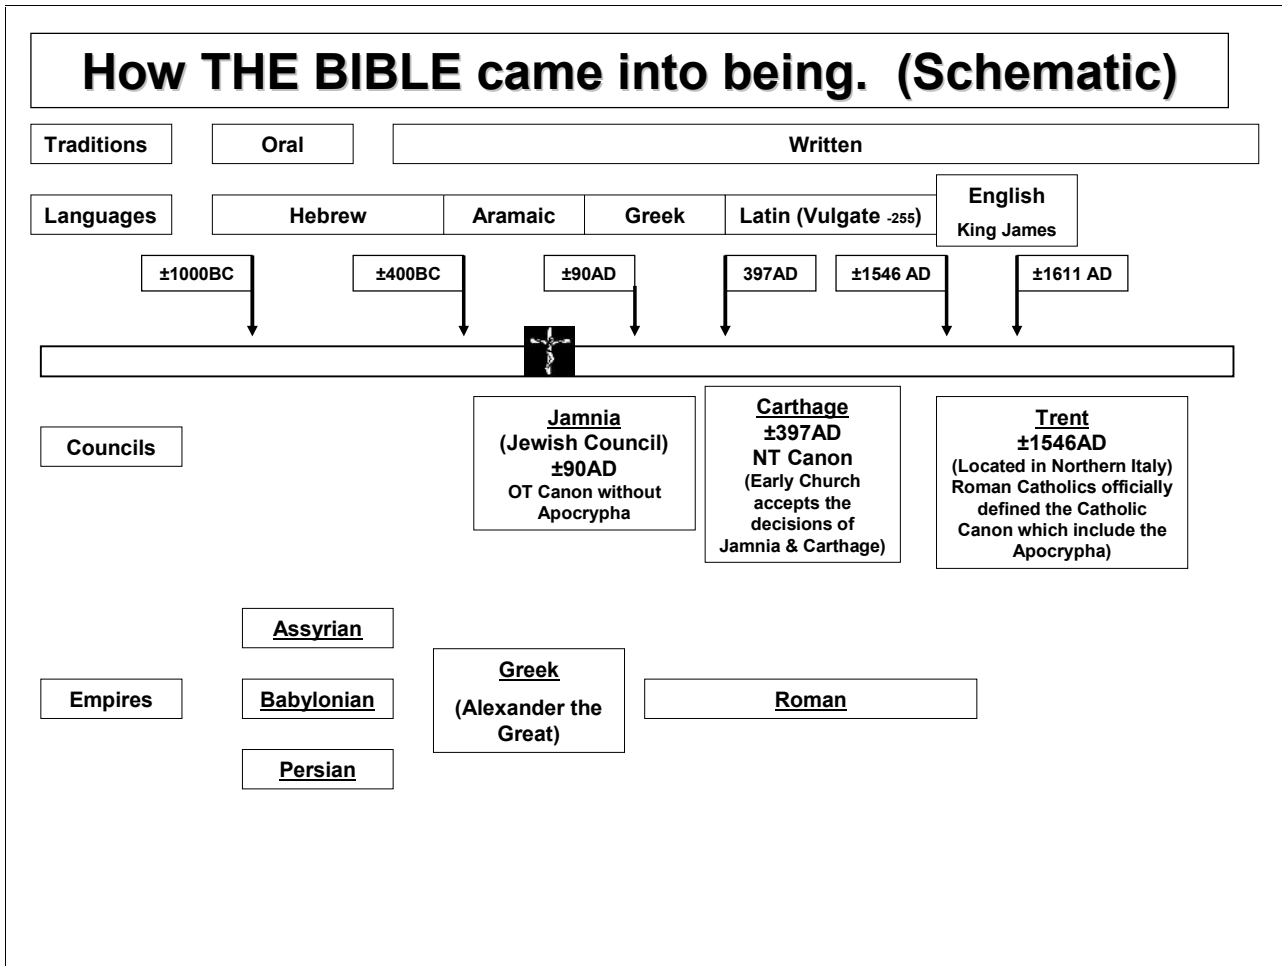 How THE BIBLE came into being. (Schematic)
Traditions
Oral
Written
Languages
Hebrew
Aramaic
Greek
Latin (Vulgate -255)
English
King James
±1000BC
±400BC
±90AD
397AD
±1546 AD
±1611 AD
Councils
Jamnia
(Jewish Council)
±90AD
OT Canon without
Apocrypha
Carthage
±397AD
NT Canon
(Early Church
accepts the
decisions of
Jamnia & Carthage)
Trent
±1546AD
(Located in Northern Italy)
Roman Catholics officially
defined the Catholic
Canon which include the
Apocrypha)
Empires
Assyrian
Babylonian
Persian
Greek
(Alexander the
Great)
Roman